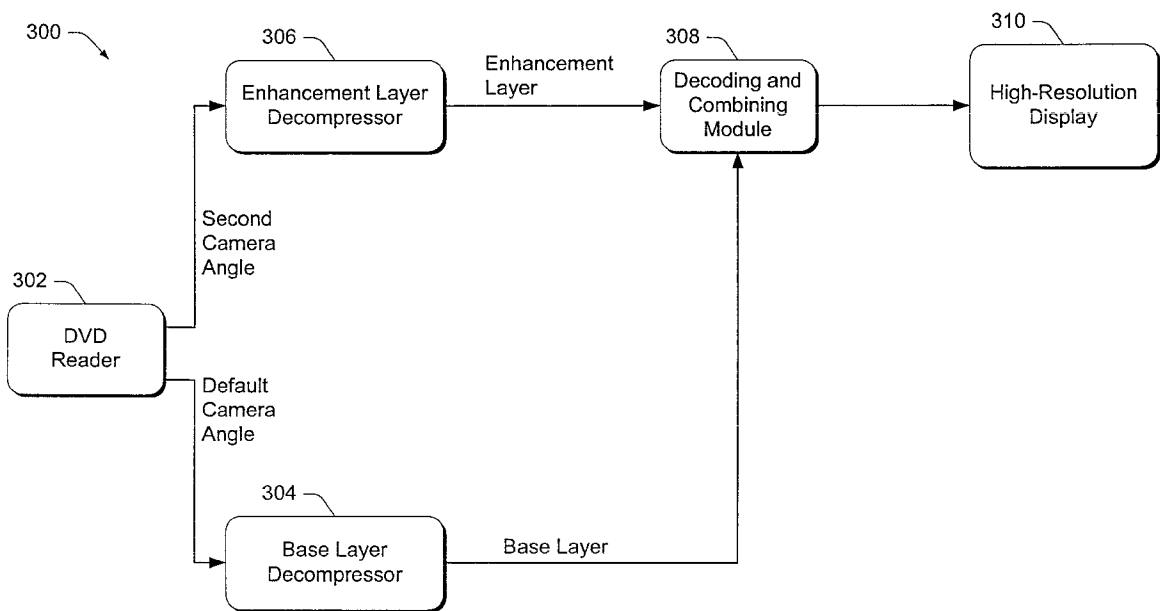 300
306
Enhancement Layer
Decompressor
Enhancement
Layer
308
Decoding and
Combining
Module
310
High-Resolution
Display
Second
Camera
Angle
302
DVD
Reader
Default
Camera
Angle
304
Base Layer
Decompressor
Base Layer